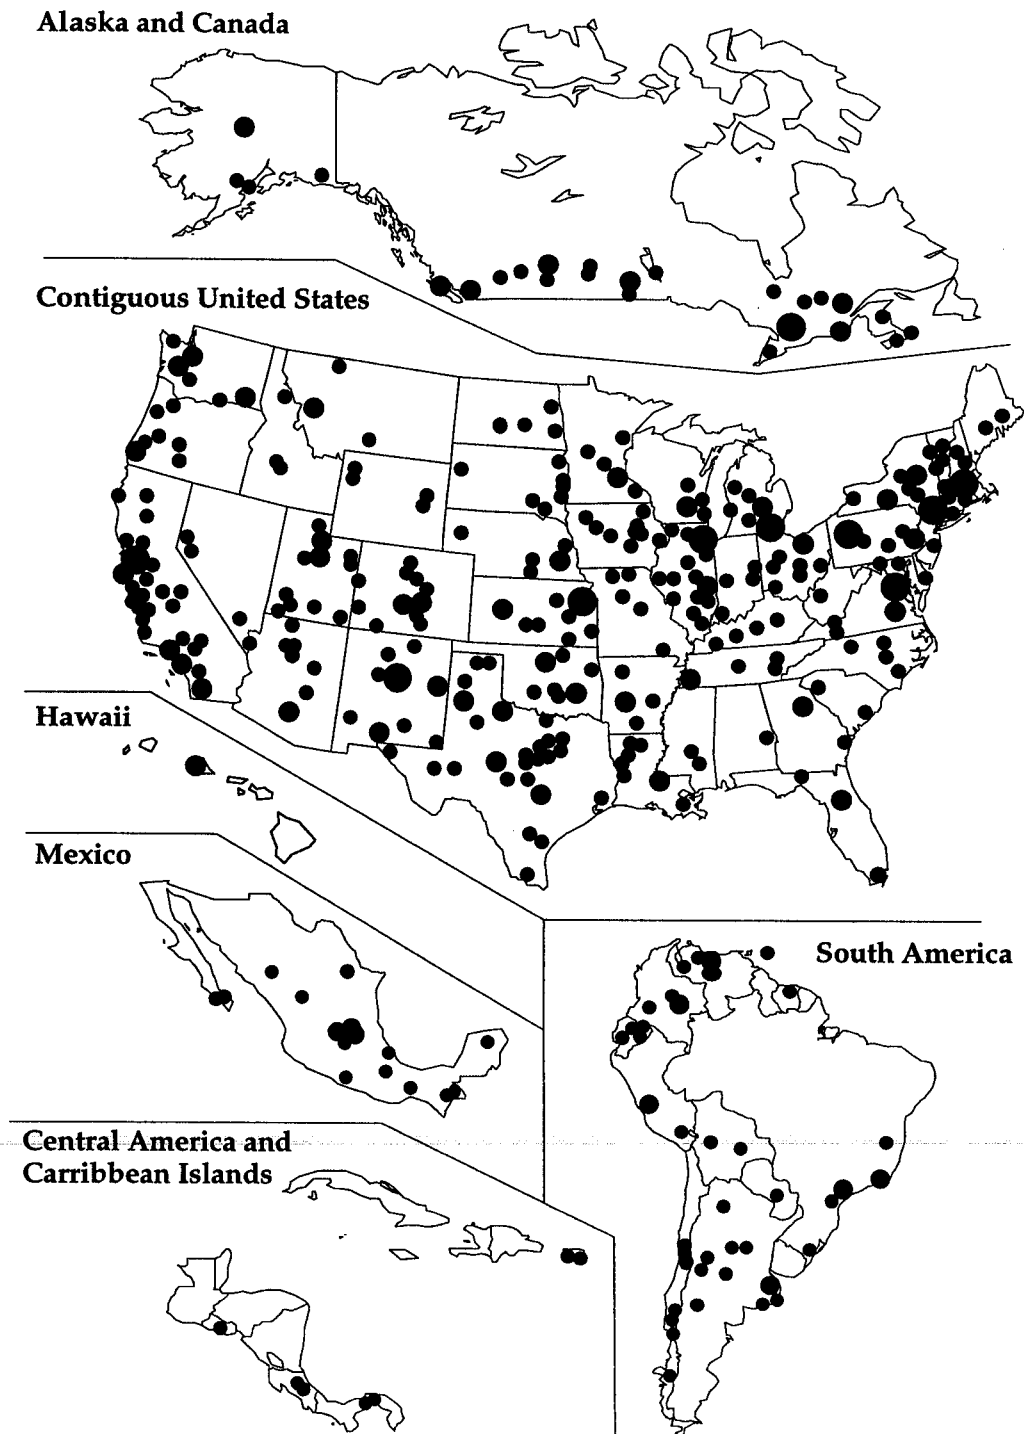 Alaska and Canada
Contiguous United States
Hawaii
Mexico
South America
Central America and
Carribbean Islands